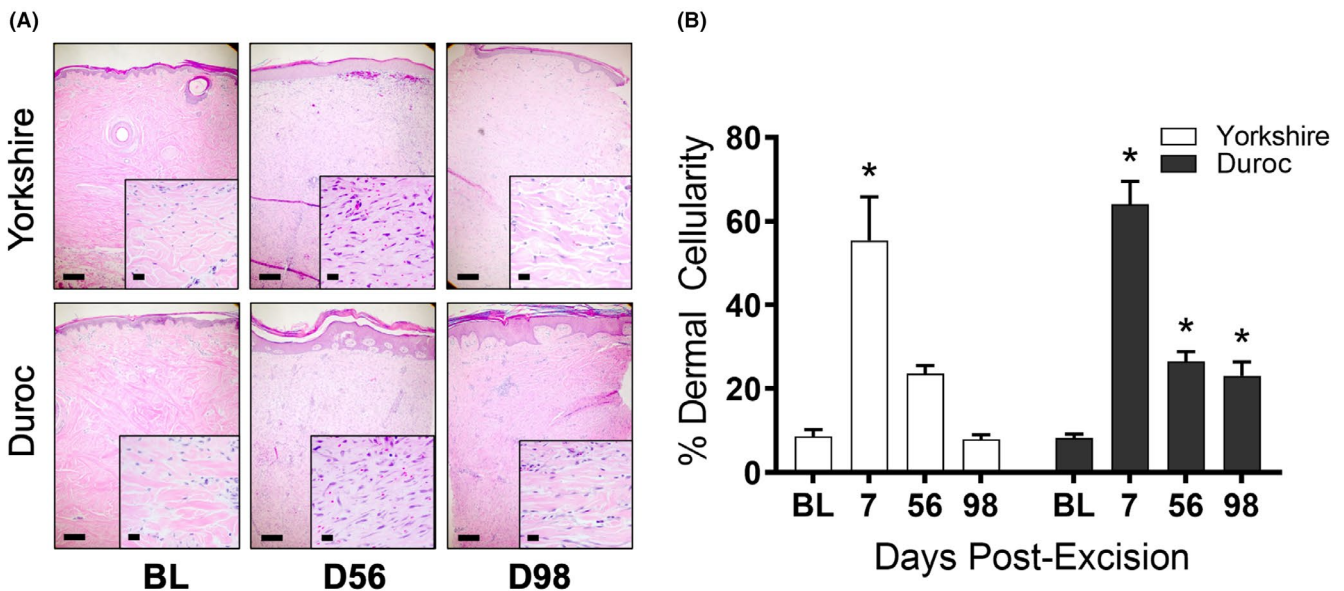 (A)
Yorkshire
Duroc
BL D56 D98
(B)
% Dermal Cellularity
80
60
40
20
0
* * * *
Yorkshire
Duroc
BL 7 56 98 BL 7 56 98
Days Post-Excision